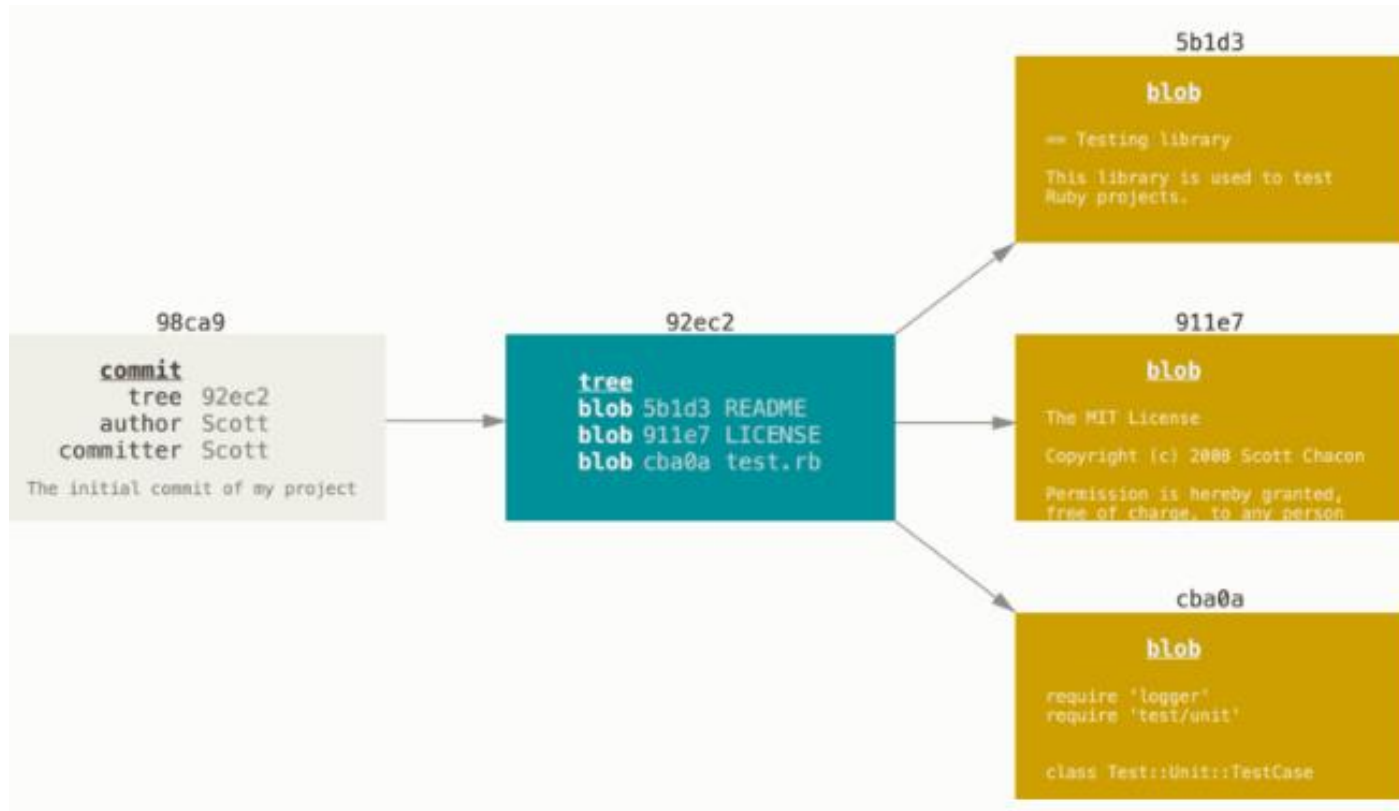 98ca9
commit
tree 92ec2
author Scott
committer Scott
The initial commit of my project
92ec2
tree
blob 5b1d3 README
blob 911e7 LICENSE
blob cba0a test.rb
5b1d3
blob
== Testing library
This library is used to test
Ruby projects.
911e7
blob
The MIT License
Copyright (c) 2008 Scott Chacon
Permission is hereby granted,
free of charge, to any person
cba0a
blob
require 'logger'
require 'test/unit'
class Test::Unit::TestCase